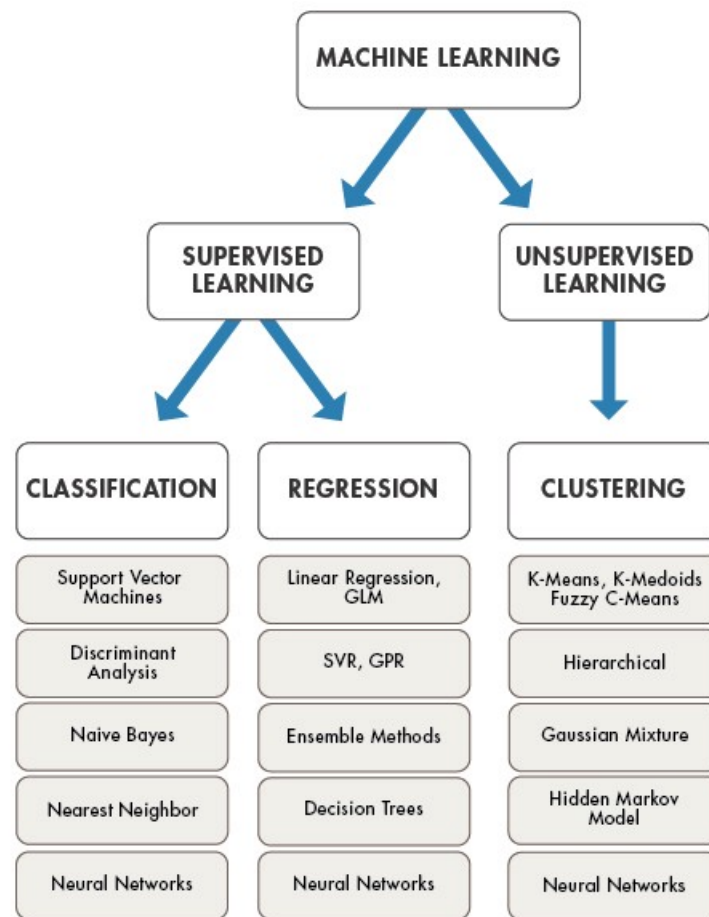 MACHINE LEARNING
SUPERVISED
LEARNING
UNSUPERVISED
LEARNING
CLASSIFICATION
REGRESSION
CLUSTERING
Support Vector
Machines
Linear Regression,
GLM
K-Means, K-Medoids
Fuzzy C-Means
Discriminant
Analysis
SVR, GPR
Hierarchical
Naive Bayes
Ensemble Methods
Gaussian Mixture
Nearest Neighbor
Decision Trees
Hidden Markov
Model
Neural Networks
Neural Networks
Neural Networks